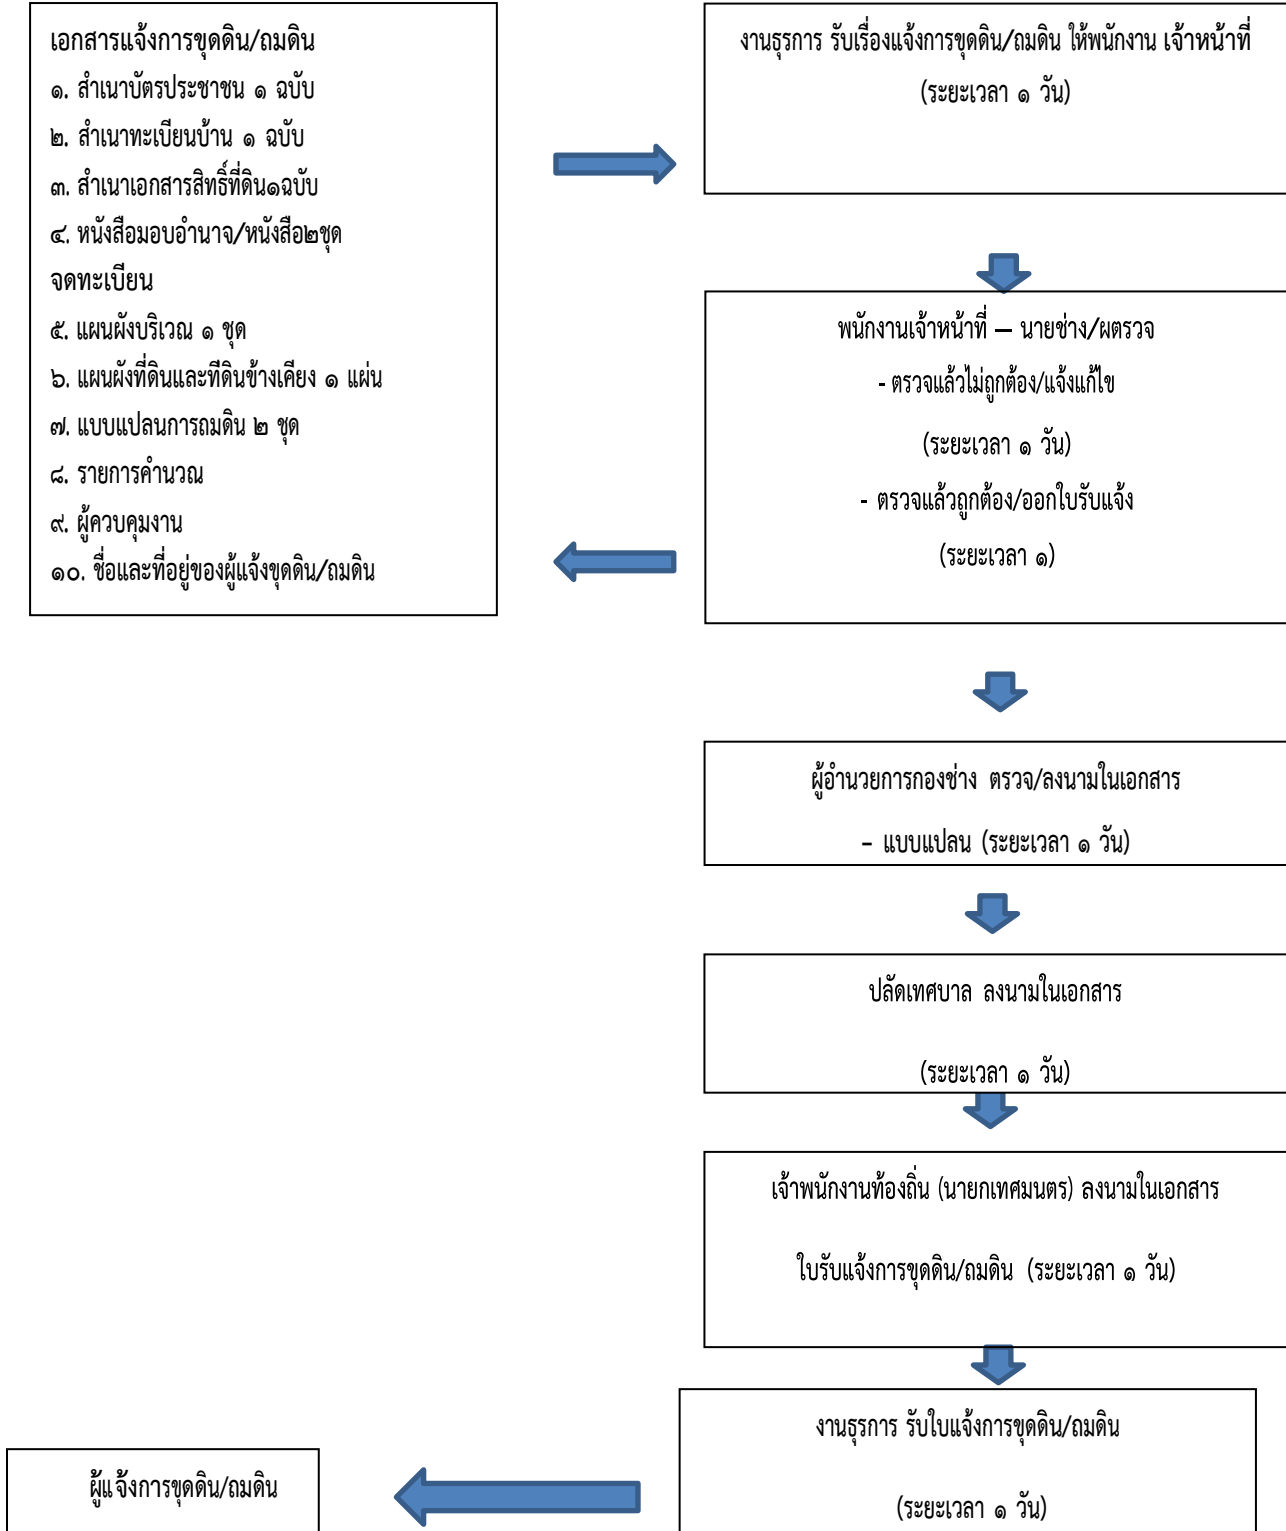 เอกสารแจ้งการขุดดิน/ถมดิน
๑. สำเนาบัตรประชาชน ๑ ฉบับ
๒. สำเนาทะเบียนบ้าน ๑ ฉบับ
๓. สำเนาเอกสารสิทธิ์ที่ดิน๑ฉบับ
๔. หนังสือมอบอำนาจ/หนังสือ๒ชุด
จดทะเบียน
๕. แผนผังบริเวณ ๑ ชุด
๖. แผนผังที่ดินและที่ดินข้างเคียง ๑ แผ่น
๗. แบบแปลนการถมดิน ๒ ชุด
๘. รายการคำนวณ
๙. ผู้ควบคุมงาน
๑๐. ชื่อและที่อยู่ของผู้แจ้งขุดดิน/ถมดิน
งานธุรการ รับเรื่องแจ้งการขุดดิน/ถมดิน ให้พนักงาน เจ้าหน้าที่
(ระยะเวลา ๑ วัน)
พนักงานเจ้าหน้าที่ – นายช่าง/ผตรวจ
- ตรวจแล้วไม่ถูกต้อง/แจ้งแก้ไข
(ระยะเวลา ๑ วัน)
- ตรวจแล้วถูกต้อง/ออกใบรับแจ้ง
(ระยะเวลา ๑)
ผู้อำนวยการกองช่าง ตรวจ/ลงนามในเอกสาร
– แบบแปลน (ระยะเวลา ๑ วัน)
ปลัดเทศบาล ลงนามในเอกสาร
(ระยะเวลา ๑ วัน)
เจ้าพนักงานท้องถิ่น (นายกเทศมนตร) ลงนามในเอกสาร
ใบรับแจ้งการขุดดิน/ถมดิน (ระยะเวลา ๑ วัน)
งานธุรการ รับใบแจ้งการขุดดิน/ถมดิน
(ระยะเวลา ๑ วัน)
ผู้แจ้งการขุดดิน/ถมดิน